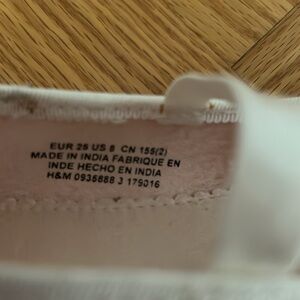 EUR 25 US 8 CN 155(2)
MADE IN INDIA FABRIQUE EN
INDE HECHO EN INDIA
H&M 0935888 3 179016